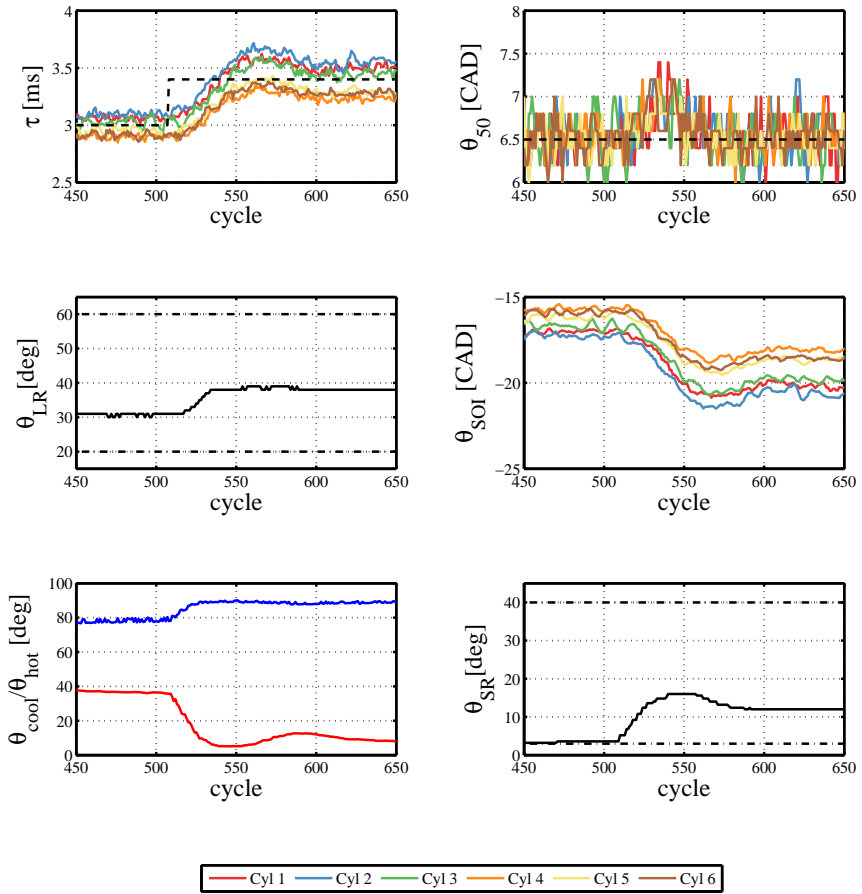 4
3.5
3
2.5
τ [ms]
450 500 550 600 650
cycle
8
7.5
7
6.5
6
θ50 [CAD]
450 500 550 600 650
cycle
60
50
40
30
20
θLR[deg]
450 500 550 600 650
cycle
−15
−20
−25
θSOI [CAD]
450 500 550 600 650
cycle
100
80
60
40
20
0
θcool/θhot [deg]
450 500 550 600 650
cycle
40
30
20
10
0
θSR[deg]
450 500 550 600 650
cycle
Cyl 1 Cyl 2 Cyl 3 Cyl 4 Cyl 5 Cyl 6